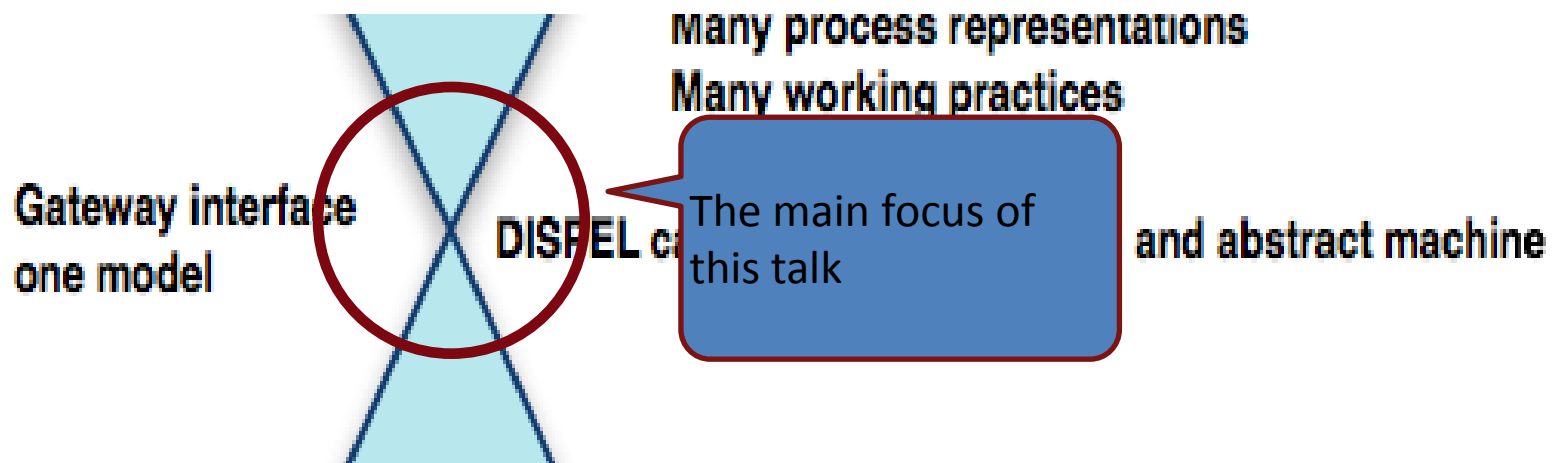 Many process representations
Many working practices
Gateway interface
one model
DISPEL
and abstract machine
The main focus of
this talk